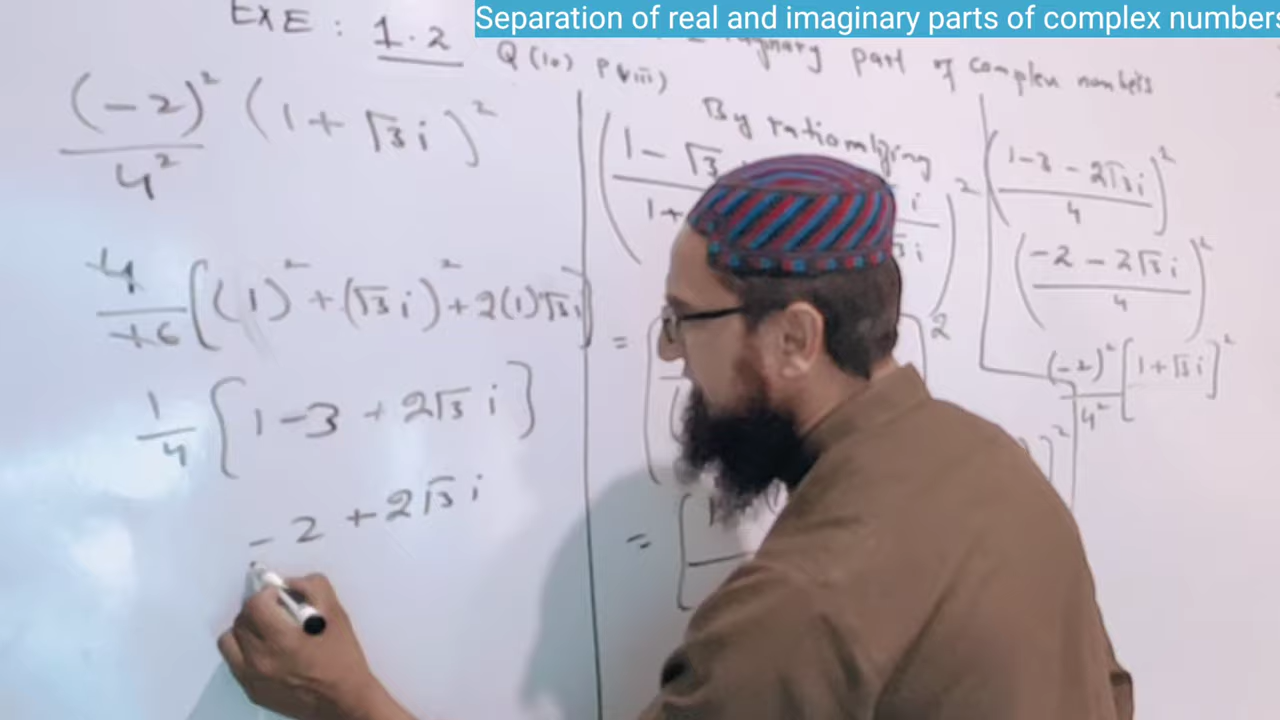 Separation of real and imaginary parts of complex numbers
EXE : 1.2
Q(10) P(viii)
part of complex numbers
(-2)² / 4² (1 + √3 i)²
4 / 16 [(1)² + (√3 i)² + 2(1)√3 i]
1 / 4 [1 - 3 + 2√3 i]
- 2 + 2√3 i
By rationlizing
1 - √3
1 +
i
√3 i
)²
=
2
=
((1-3 - 2√3 i) / 4)²
((-2 - 2√3 i) / 4)²
(-2)² / 4² [1 + √3 i]²